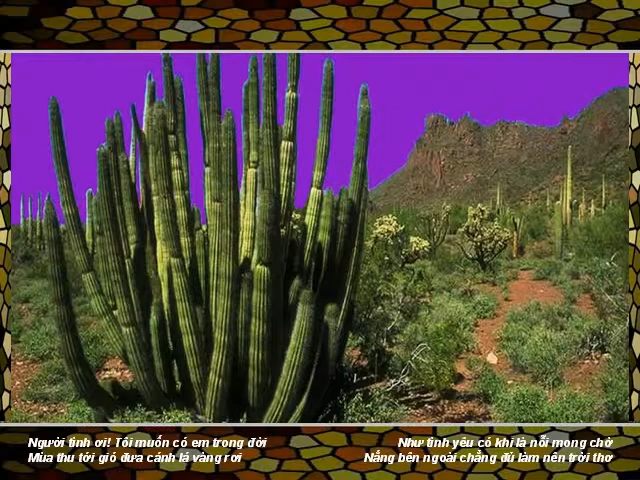 Người tình ơi! Tôi muốn có em trong đời
Mùa thu tới gió đưa cánh lá vàng rơi
Như tình yêu có khi là nỗi mong chờ
Nắng bên ngoài chẳng đủ làm nên trời thơ